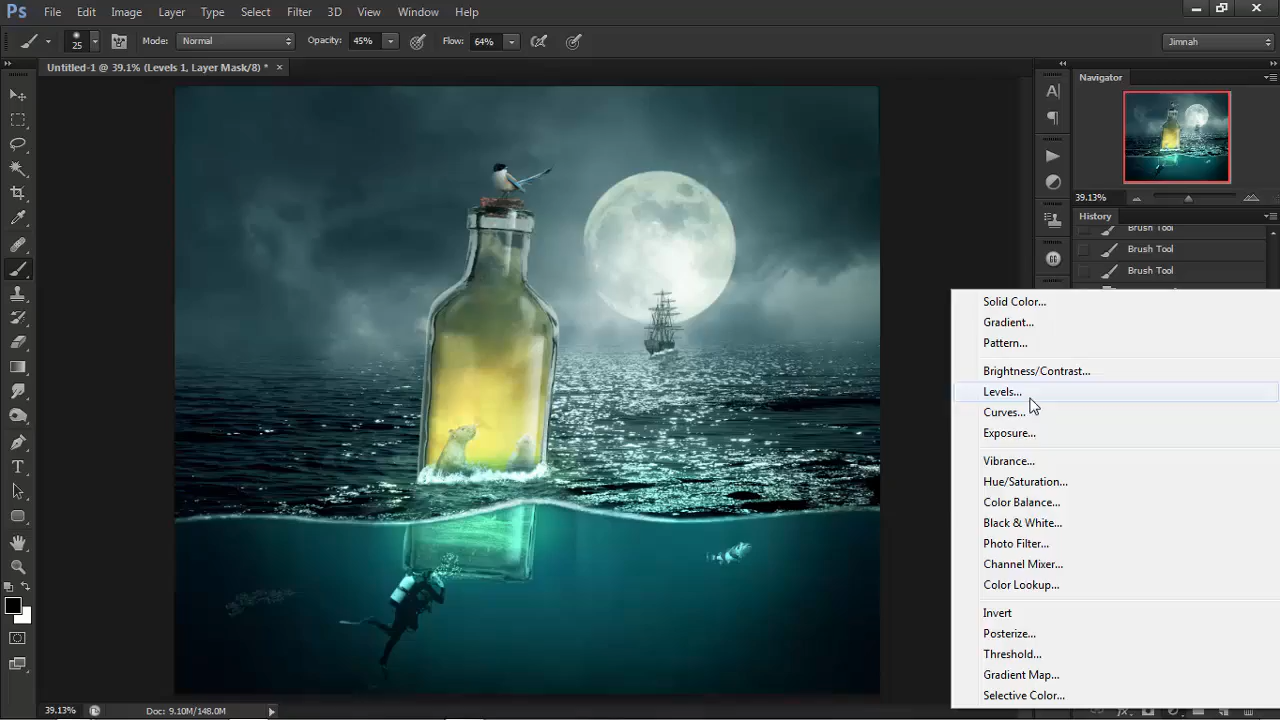 Ps File Edit Image Layer Type Select Filter 3D View Window Help
25 Mode: Normal Opacity: 45% Flow: 64% Jimnah
Untitled-1 @ 39.1% (Levels 1, Layer Mask/8) * ×
Navigator
39.13%
History
Brush Tool
Brush Tool
Brush Tool
Solid Color...
Gradient...
Pattern...
Brightness/Contrast...
Levels...
Curves...
Exposure...
Vibrance...
Hue/Saturation...
Color Balance...
Black & White...
Photo Filter...
Channel Mixer...
Color Lookup...
Invert
Posterize...
Threshold...
Gradient Map...
Selective Color...
39.13% Doc: 9.10M/148.0M